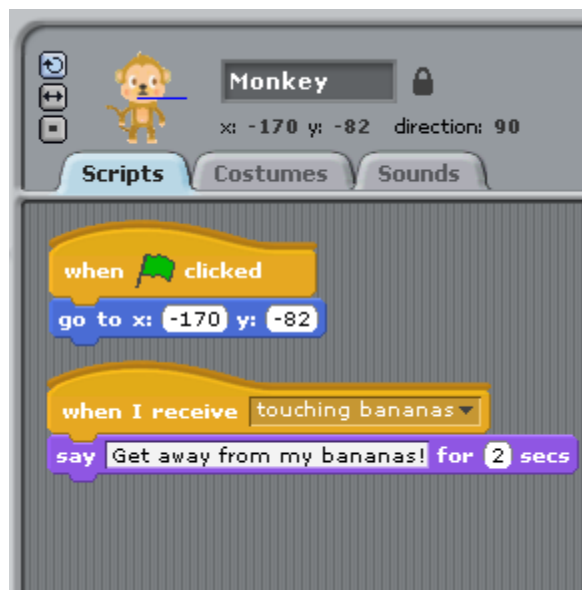 Monkey
x: -170 y: -82 direction: 90
Scripts Costumes Sounds
when clicked
go to x: -170 y: -82
when I receive touching bananas
say Get away from my bananas! for 2 secs